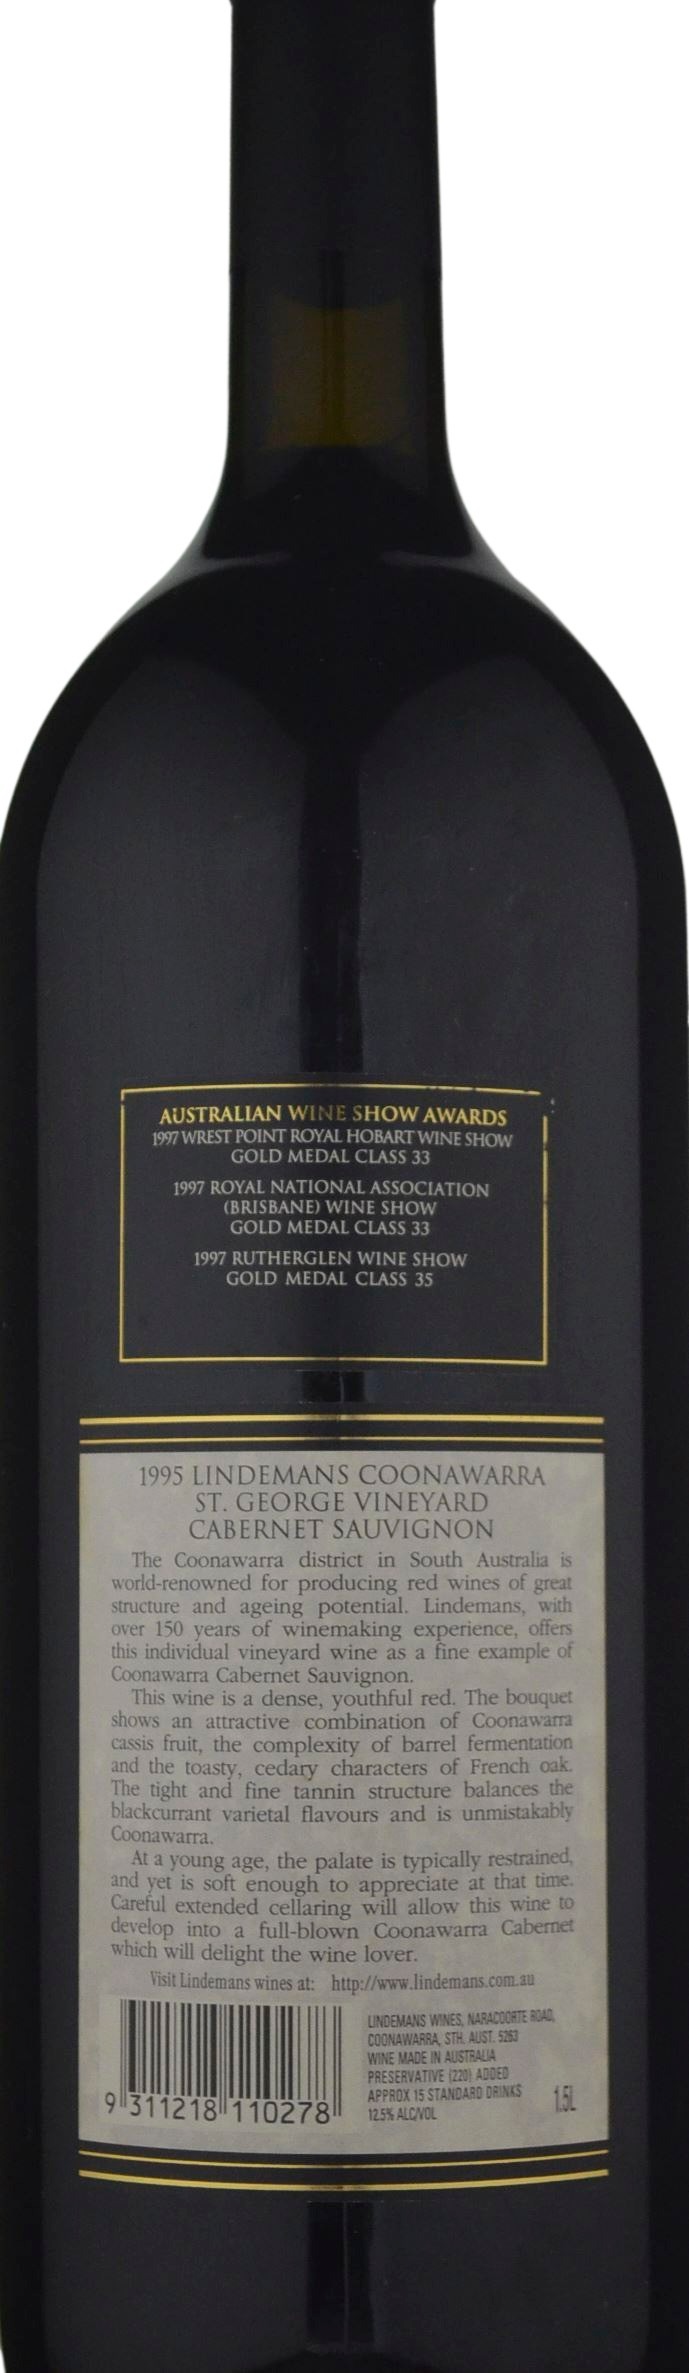 AUSTRALIAN WINE SHOW AWARDS
1997 WREST POINT ROYAL HOBART WINE SHOW
GOLD MEDAL CLASS 33
1997 ROYAL NATIONAL ASSOCIATION
(BRISBANE) WINE SHOW
GOLD MEDAL CLASS 33
1997 RUTHERGLEN WINE SHOW
GOLD MEDAL CLASS 35
1995 LINDEMANS COONAWARRA
ST. GEORGE VINEYARD
CABERNET SAUVIGNON
The Coonawarra district in South Australia is
world-renowned for producing red wines of great
structure and ageing potential. Lindemans, with
over 150 years of winemaking experience, offers
this individual vineyard wine as a fine example of
Coonawarra Cabernet Sauvignon.
This wine is a dense, youthful red. The bouquet
shows an attractive combination of Coonawarra
cassis fruit, the complexity of barrel fermentation
and the toasty, cedary characters of French oak.
The tight and fine tannin structure balances the
blackcurrant varietal flavours and is unmistakably
Coonawarra.
At a young age, the palate is typically restrained,
and yet is soft enough to appreciate at that time.
Careful extended cellaring will allow this wine to
develop into a full-blown Coonawarra Cabernet
which will delight the wine lover.
Visit Lindemans wines at: http://www.lindemans.com.au
LINDEMANS WINES, NARACOORTE ROAD,
COONAWARRA, STH. AUST. 5263
WINE MADE IN AUSTRALIA
PRESERVATIVE (220) ADDED
APPROX 15 STANDARD DRINKS
12.5% ALC/VOL
1.5L
9 311218 110278